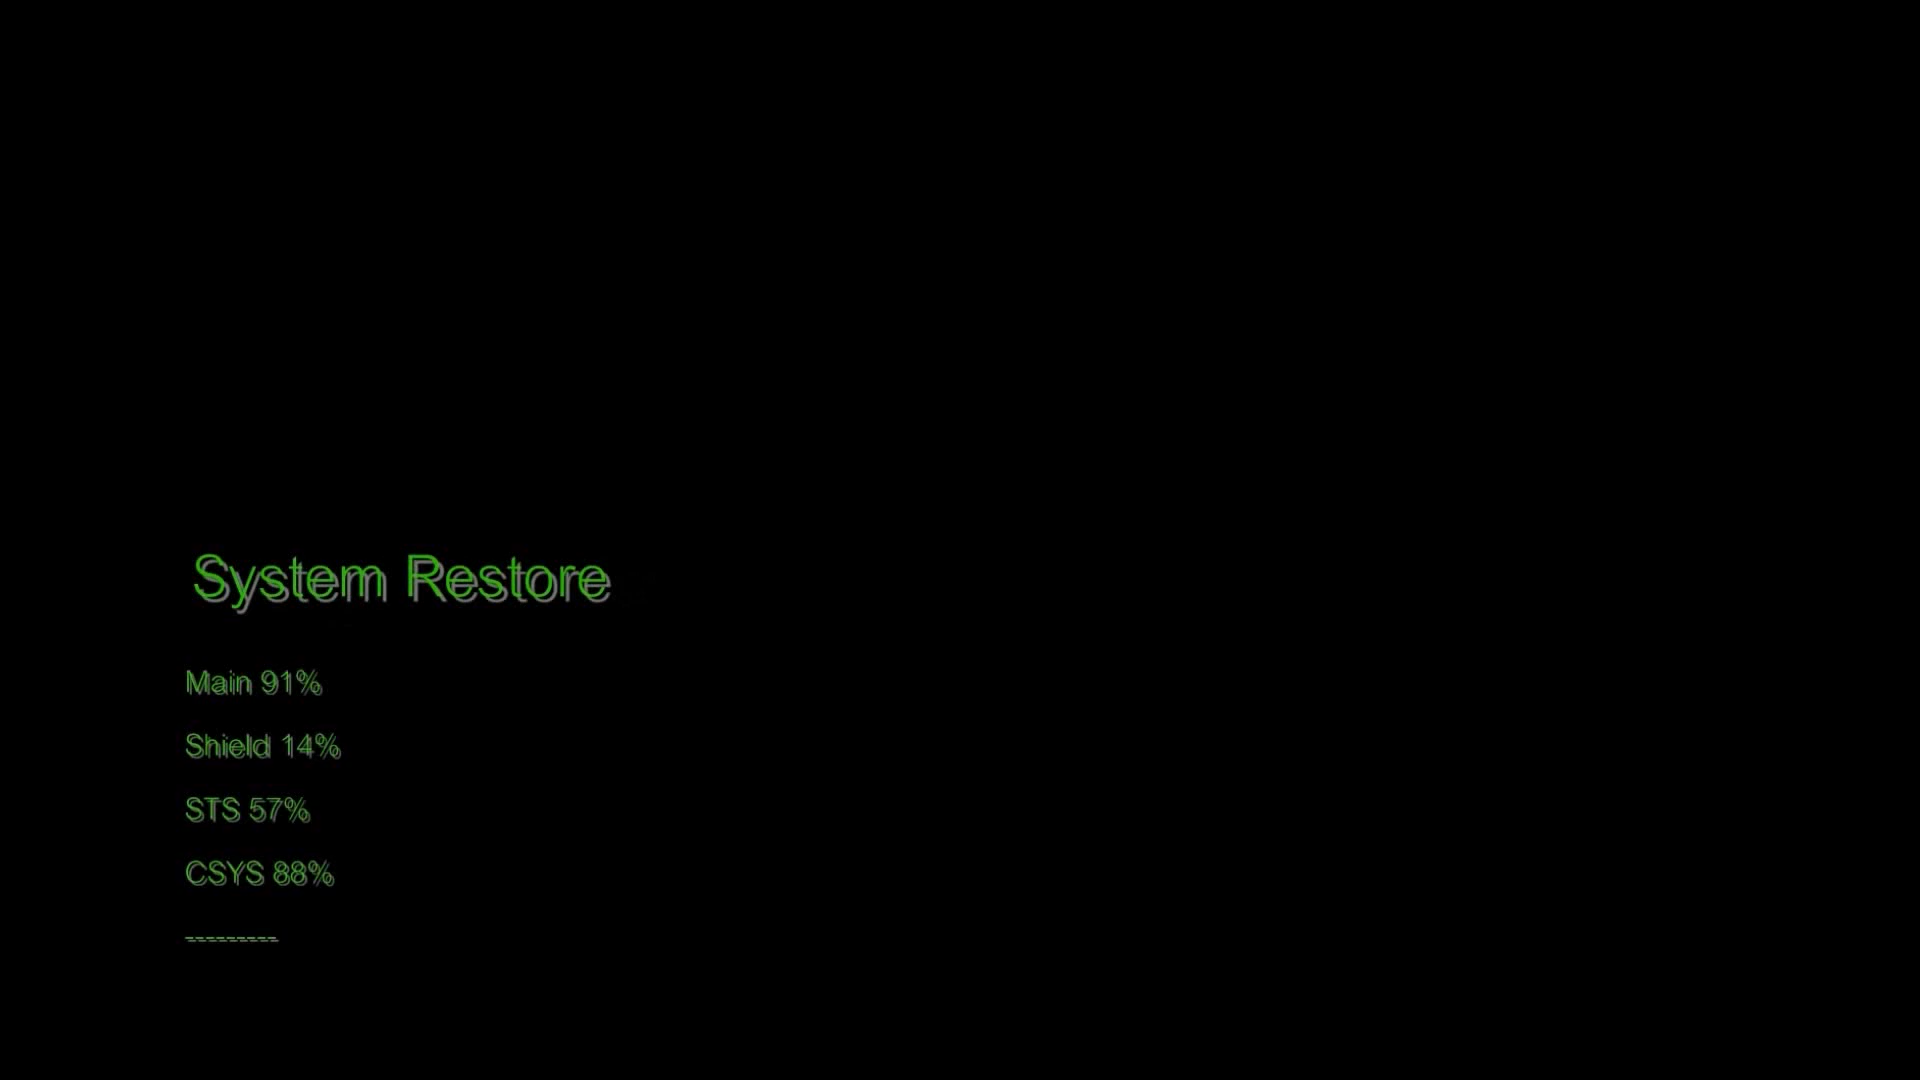 System Restore
Main 91%
Shield 14%
STS 57%
CSYS 88%
---------